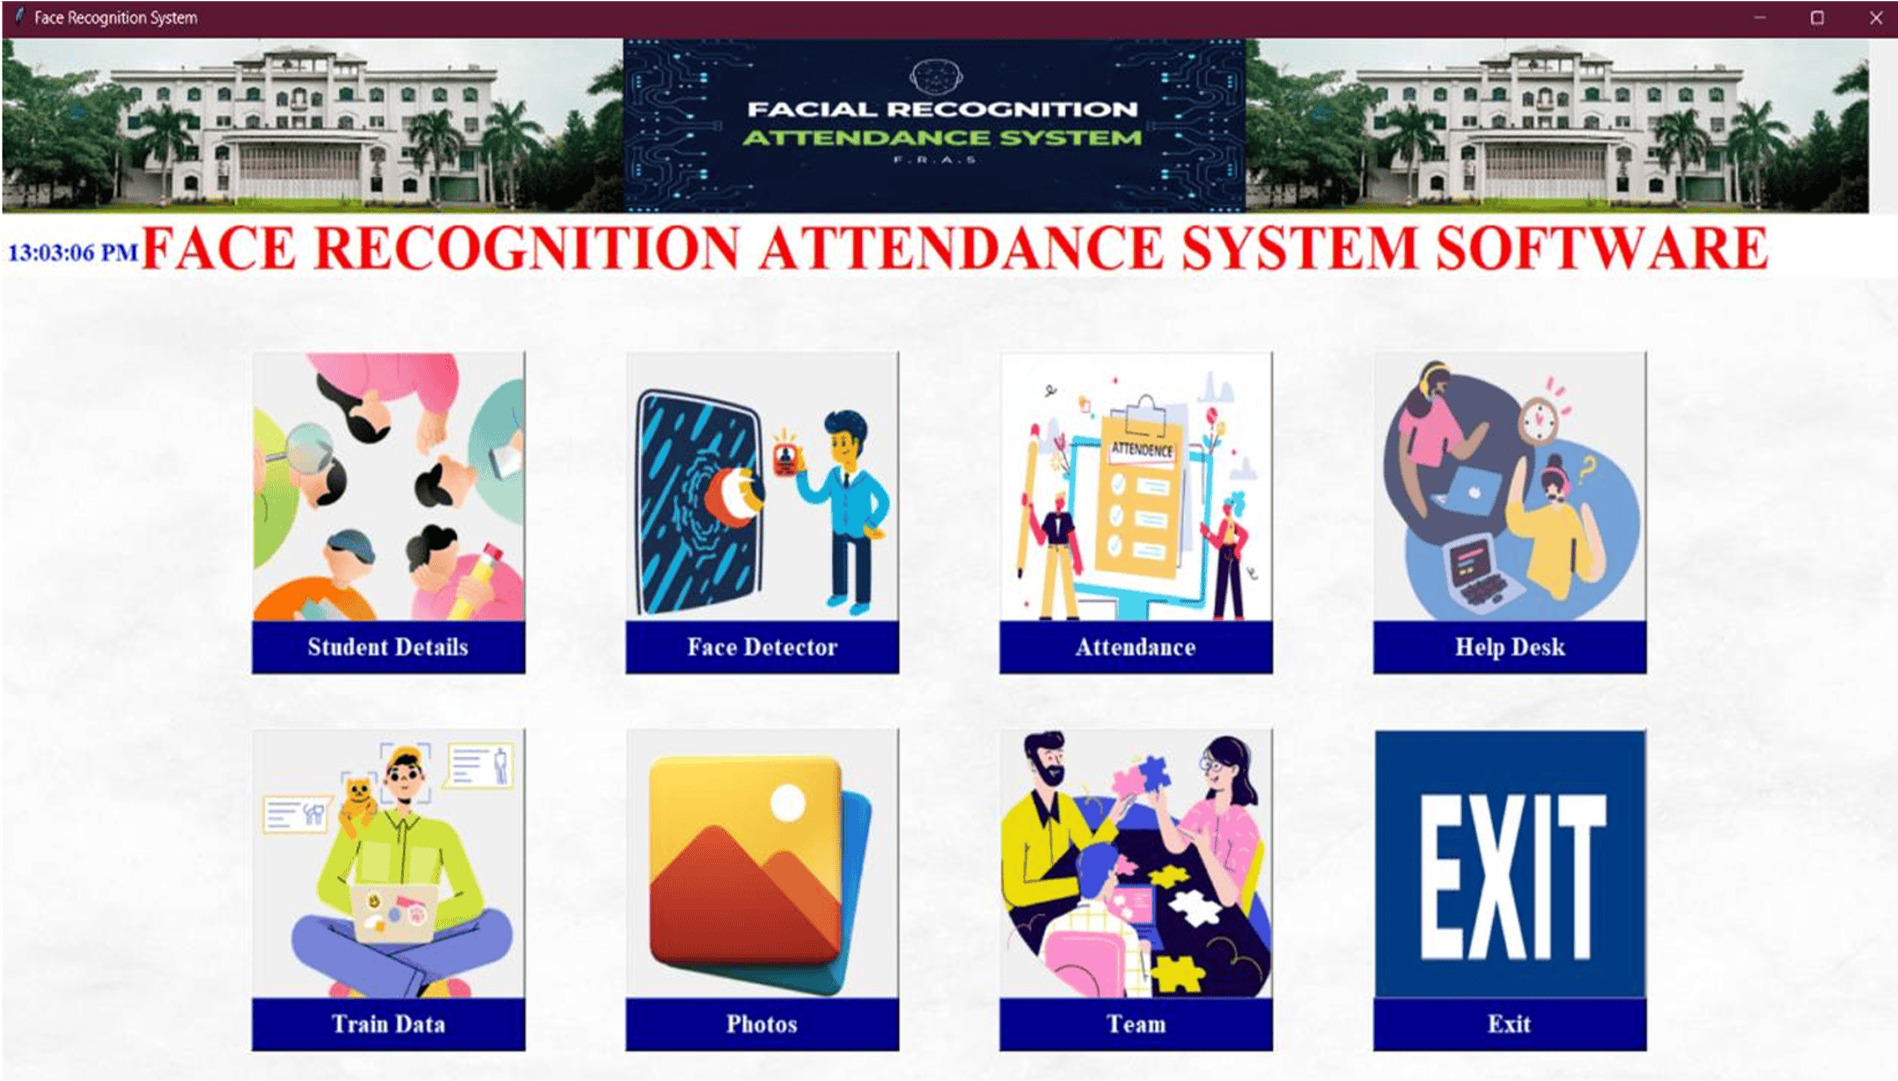 Face Recognition System
FACIAL RECOGNITION
ATTENDANCE SYSTEM
F.R.A.S
13:03:06 PM FACE RECOGNITION ATTENDANCE SYSTEM SOFTWARE
ATTENDENCE
Student Details
Face Detector
Attendance
Help Desk
EXIT
Train Data
Photos
Team
Exit